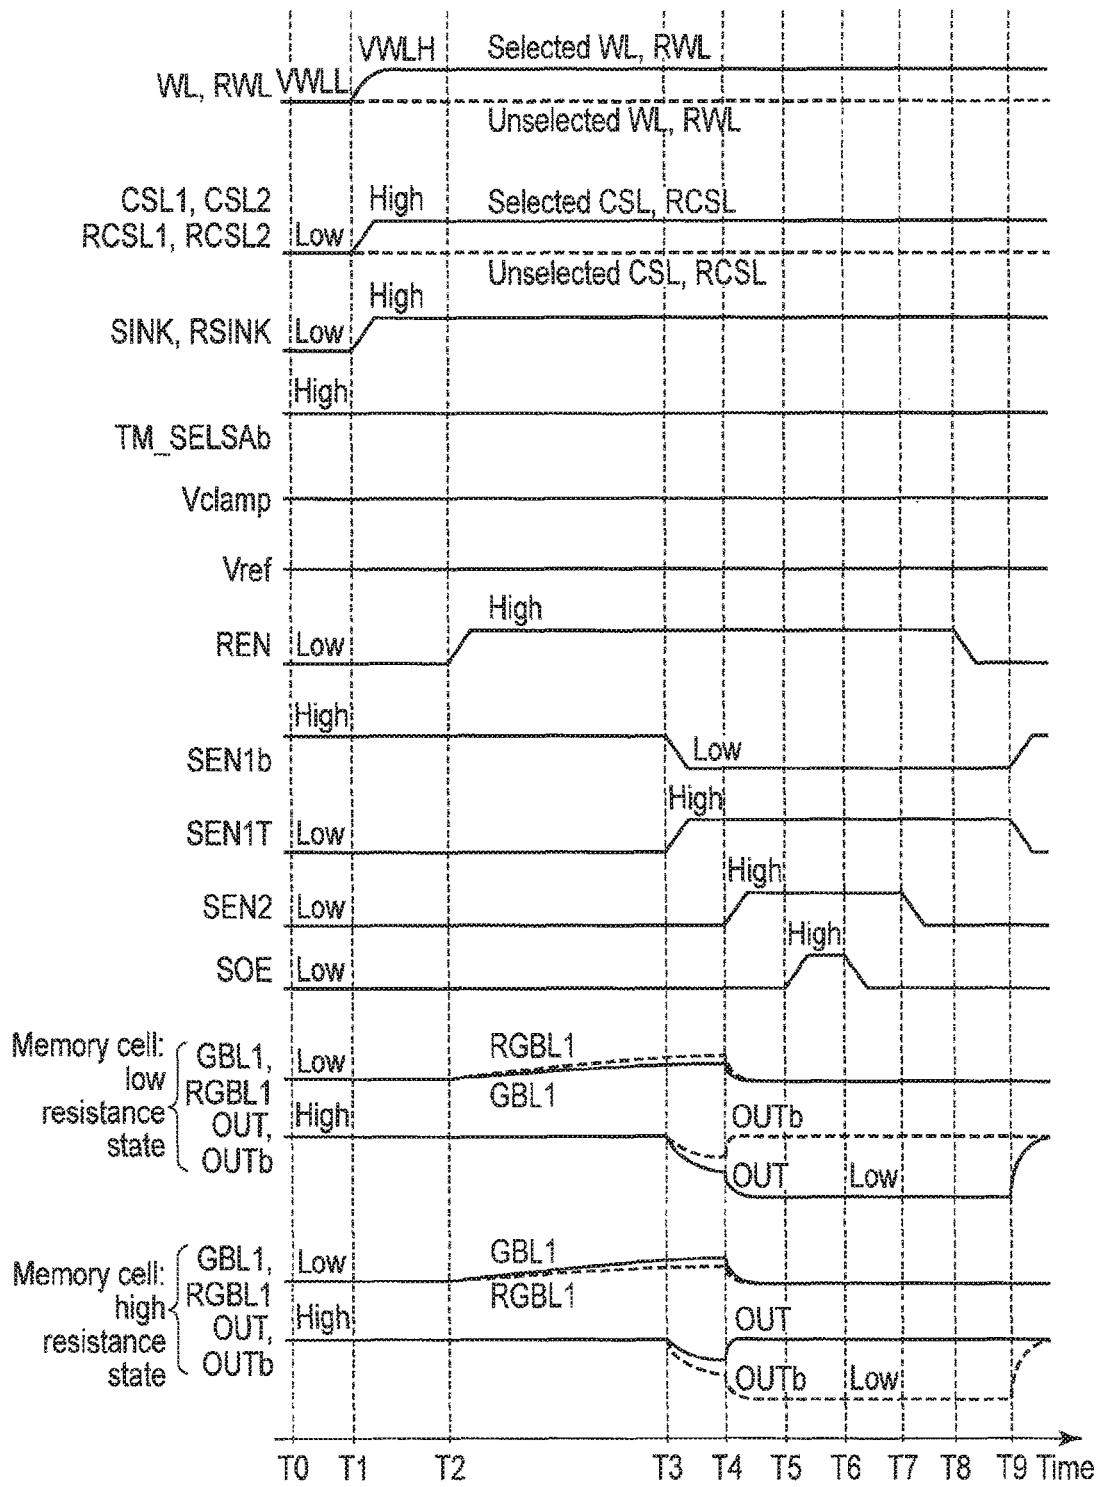 VWLH
Selected WL, RWL
WL, RWL VWLL
Unselected WL, RWL
CSL1, CSL2
High
Selected CSL, RCSL
RCSL1, RCSL2 Low
Unselected CSL, RCSL
High
SINK, RSINK Low
High
TM_SELSAb
Vclamp
Vref
High
REN Low
High
SEN1b
Low
High
SEN1T Low
High
SEN2 Low
High
SOE Low
Memory cell:
low
resistance
state
GBL1,
RGBL1
OUT,
OUTb
Low
RGBL1
GBL1
High
OUTb
OUT
Low
Memory cell:
high
resistance
state
GBL1,
RGBL1
OUT,
OUTb
Low
GBL1
RGBL1
High
OUT
OUTb
Low
T0 T1 T2 T3 T4 T5 T6 T7 T8 T9 Time